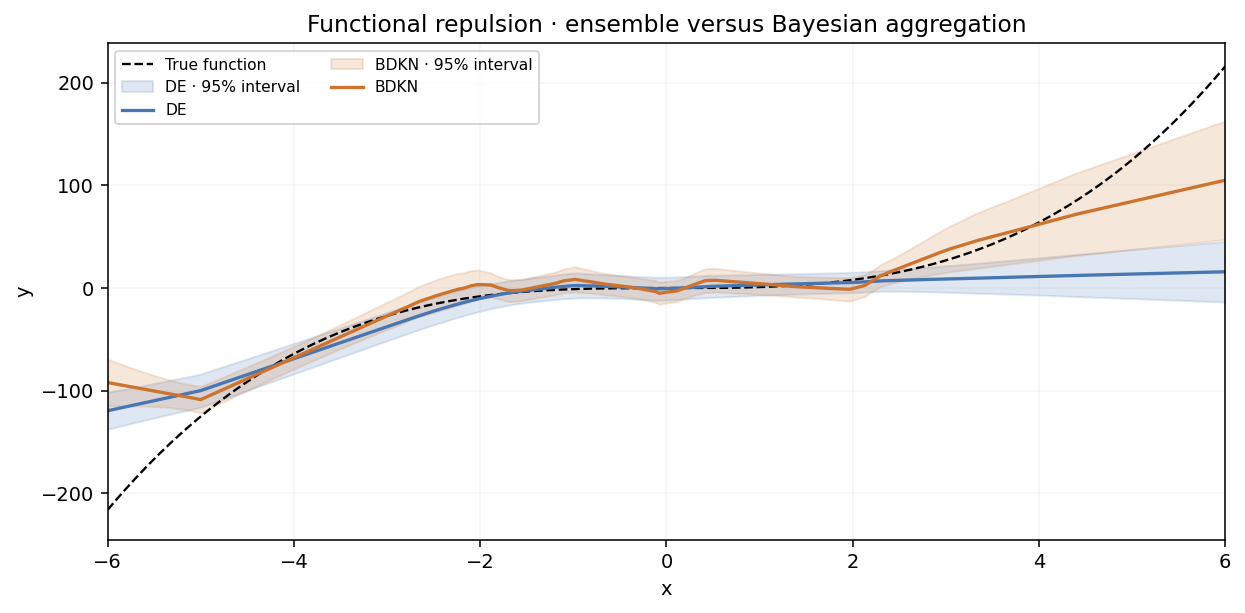 Functional repulsion · ensemble versus Bayesian aggregation
True function
DE · 95% interval
DE
BDKN · 95% interval
BDKN
y
200
100
0
−100
−200
−6 −4 −2 0 2 4 6
x